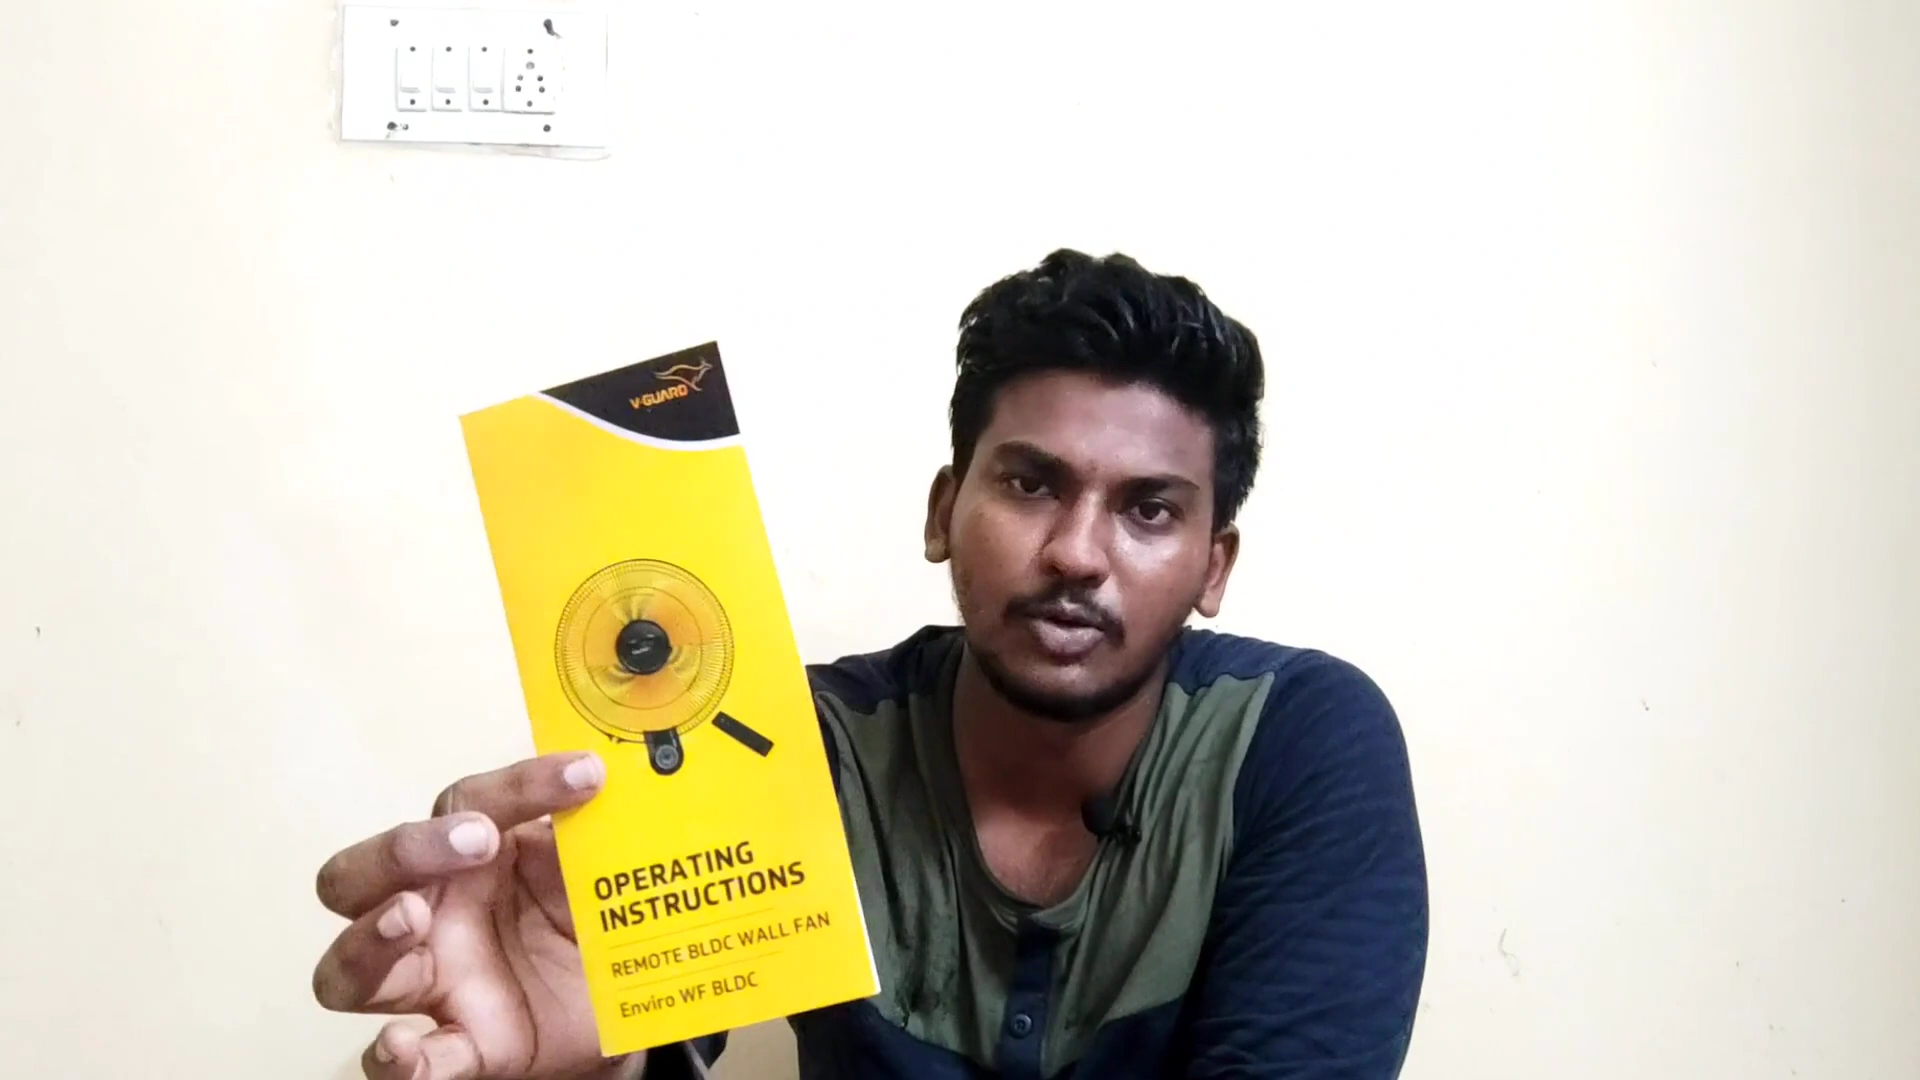 V-GUARD
OPERATING
INSTRUCTIONS
REMOTE BLDC WALL FAN
Enviro WF BLDC